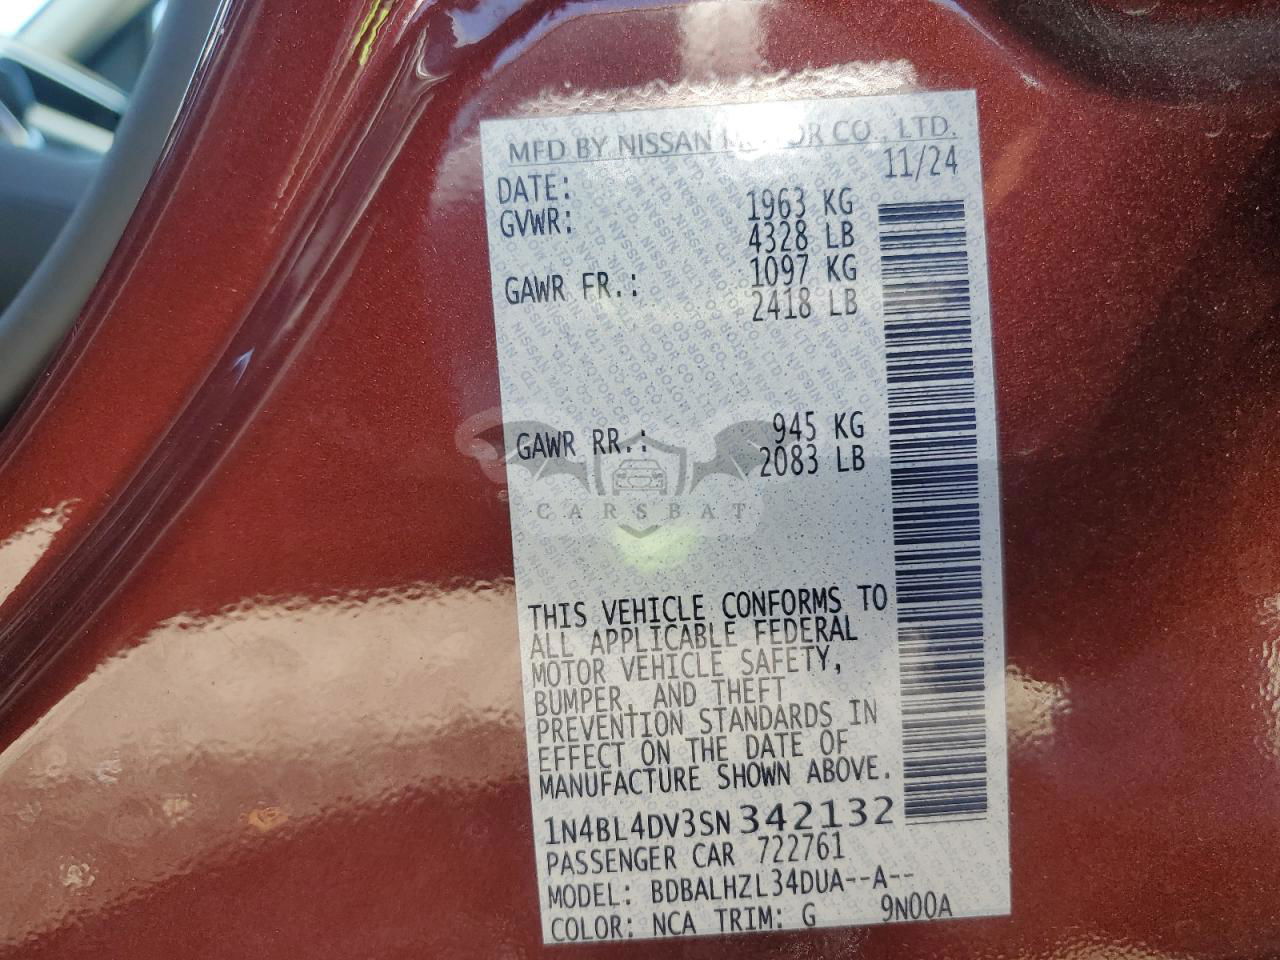 MFD BY NISSAN MOTOR CO., LTD.
DATE: 11/24
GVWR: 1963 KG
4328 LB
GAWR FR.: 1097 KG
2418 LB
GAWR RR.: 945 KG
2083 LB
CARSBAT
THIS VEHICLE CONFORMS TO
ALL APPLICABLE FEDERAL
MOTOR VEHICLE SAFETY,
BUMPER, AND THEFT
PREVENTION STANDARDS IN
EFFECT ON THE DATE OF
MANUFACTURE SHOWN ABOVE.
1N4BL4DV3SN342132
PASSENGER CAR 722761
MODEL: BDBALHZL34DUA--A--
COLOR: NCA TRIM: G 9N00A